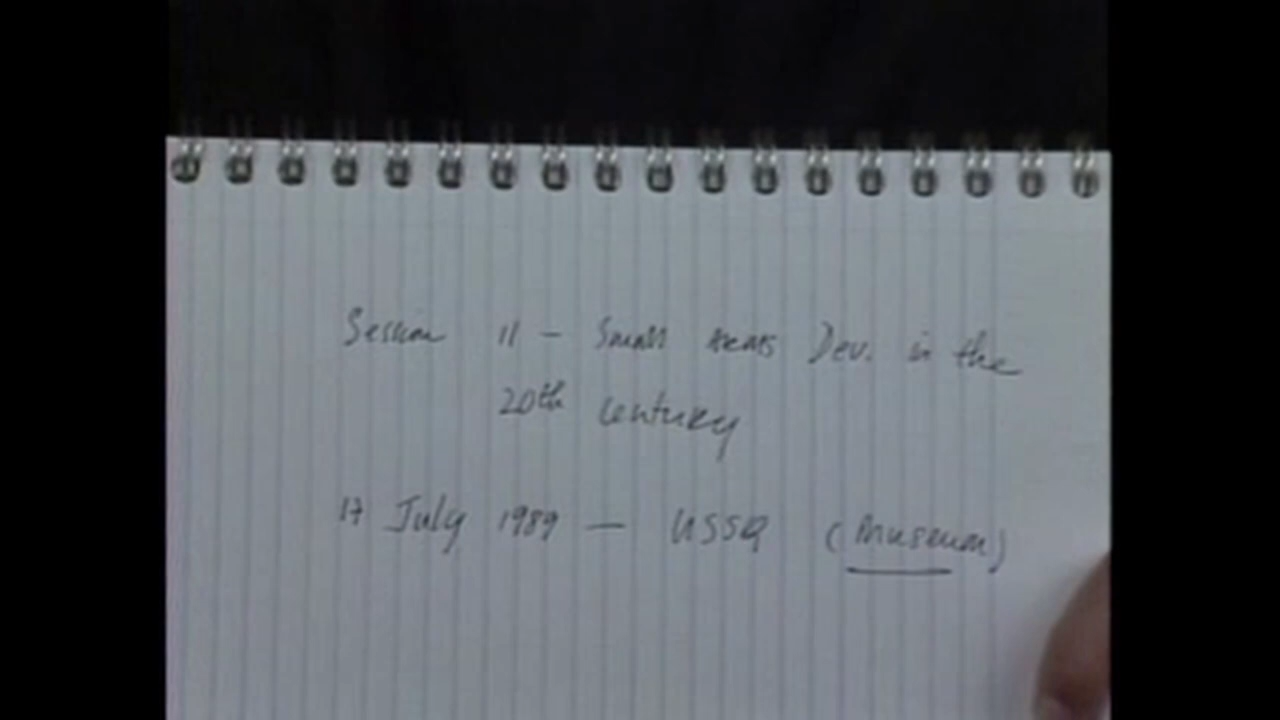 Session 11 - Small Arms Dev. in the
20th century
17 July 1989 — USSR (Museum)